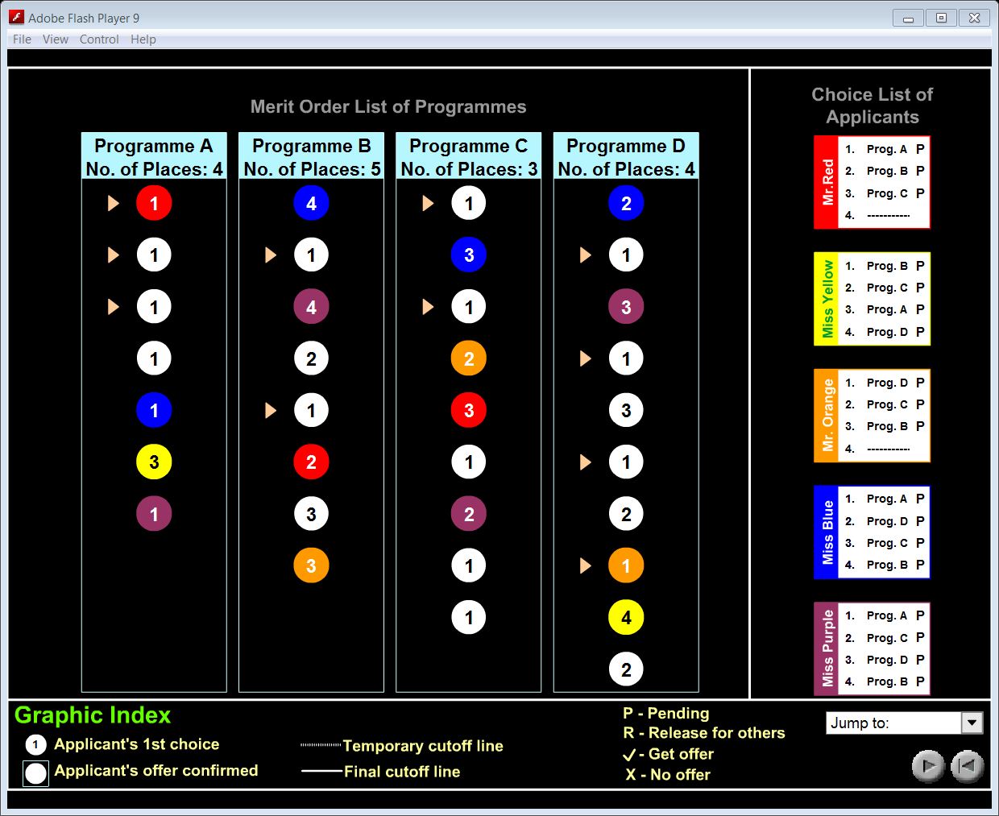 Adobe Flash Player 9
File View Control Help
Merit Order List of Programmes
Programme A
No. of Places: 4
1
1
1
1
1
3
1
Programme B
No. of Places: 5
4
1
4
2
1
2
3
3
Programme C
No. of Places: 3
1
3
1
2
3
1
2
1
1
Programme D
No. of Places: 4
2
1
3
1
3
1
2
1
4
2
Choice List of
Applicants
Mr.Red
1. Prog. A P
2. Prog. B P
3. Prog. C P
4. -----------
Miss Yellow
1. Prog. B P
2. Prog. C P
3. Prog. A P
4. Prog. D P
Mr. Orange
1. Prog. D P
2. Prog. C P
3. Prog. B P
4. -----------
Miss Blue
1. Prog. A P
2. Prog. D P
3. Prog. C P
4. Prog. B P
Miss Purple
1. Prog. A P
2. Prog. C P
3. Prog. D P
4. Prog. B P
Graphic Index
1 Applicant's 1st choice
Applicant's offer confirmed
Temporary cutoff line
Final cutoff line
P - Pending
R - Release for others
✓ - Get offer
X - No offer
Jump to: